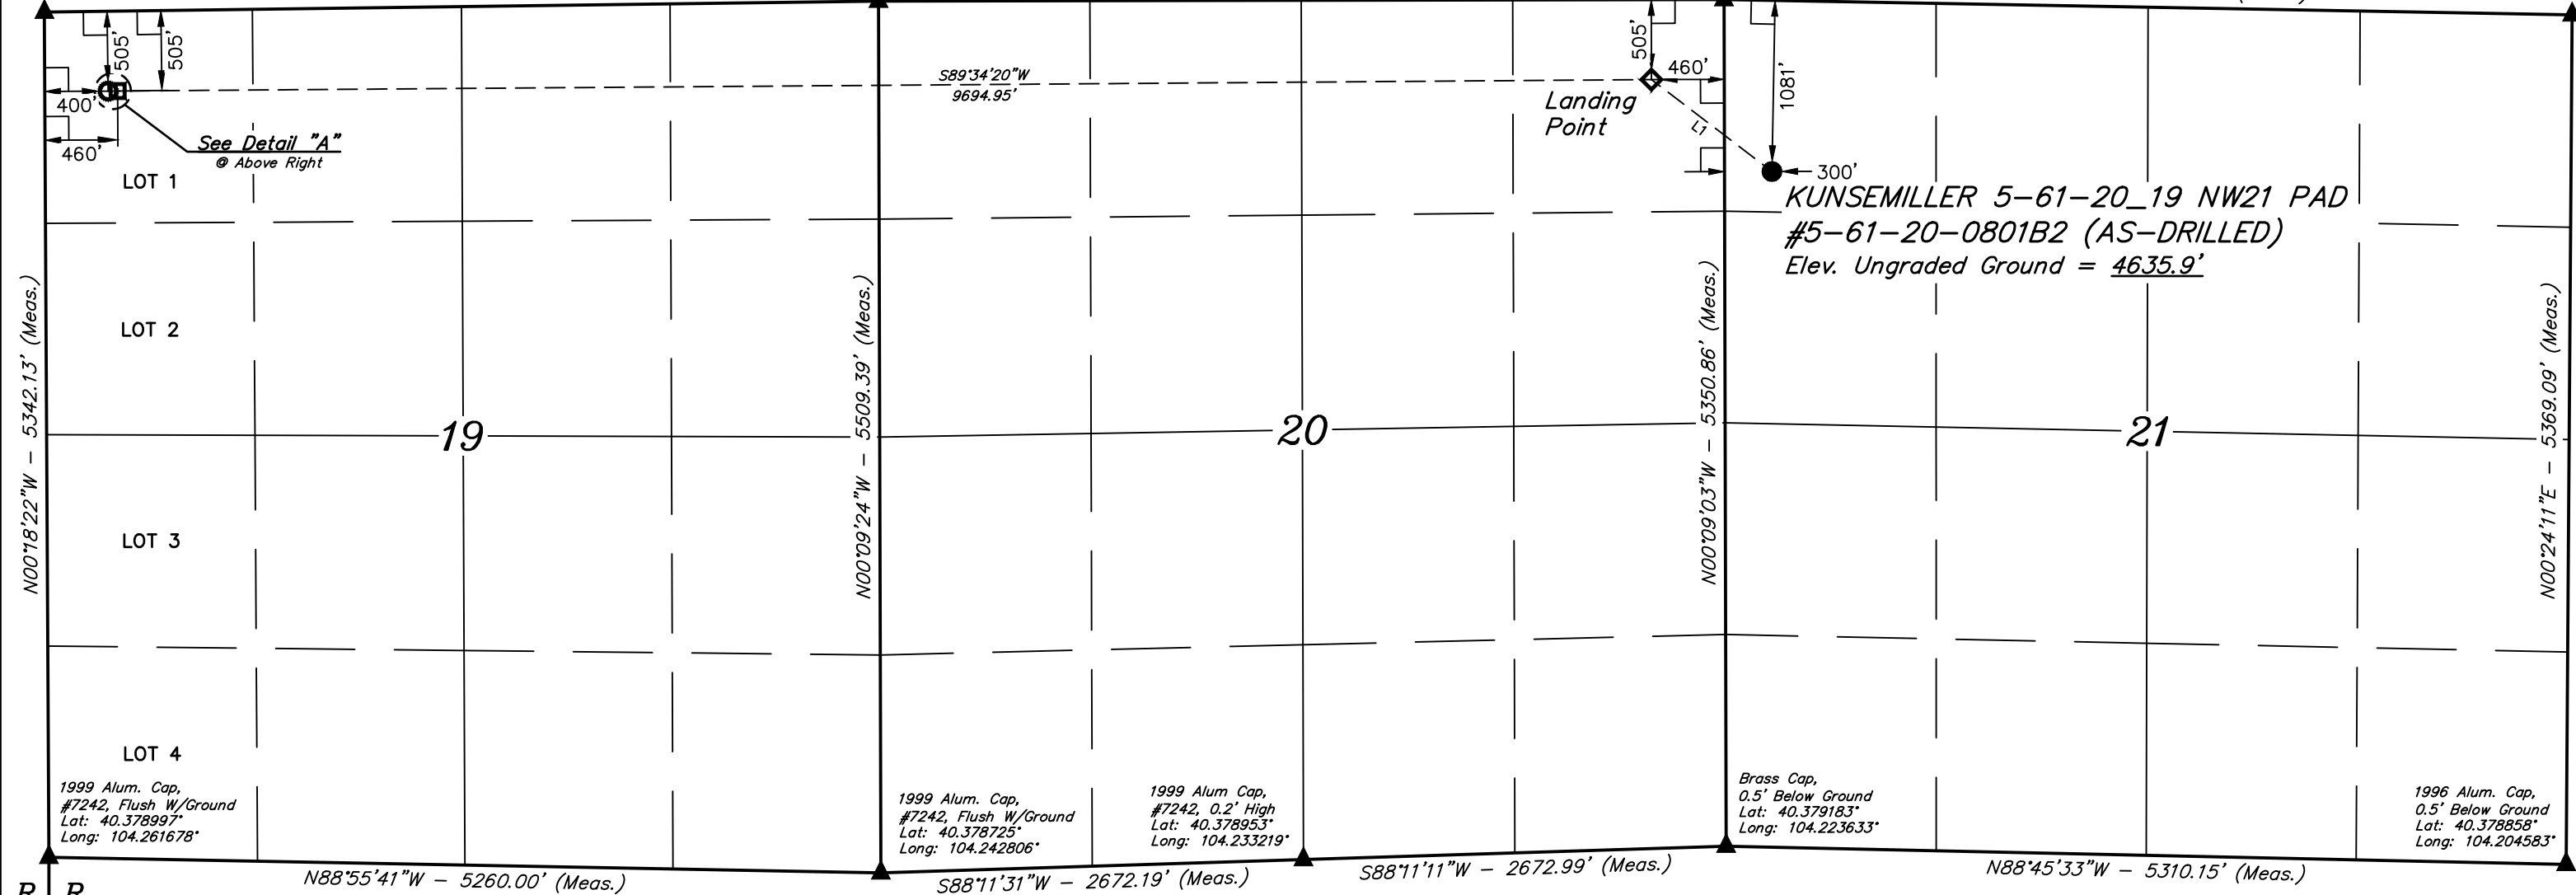 505'
505'
400'
460'
See Detail "A"
@ Above Right
LOT 1
LOT 2
LOT 3
LOT 4
S89°34'20"W
9694.95'
505'
460'
Landing
Point
L1
1081'
300'
KUNSEMILLER 5-61-20_19 NW21 PAD
#5-61-20-0801B2 (AS-DRILLED)
Elev. Ungraded Ground = 4635.9'
N00°18'22"W - 5342.13' (Meas.)
19
N00°09'24"W - 5509.39' (Meas.)
20
N00°09'03"W - 5350.86' (Meas.)
21
N00°24'11"E - 5369.09' (Meas.)
1999 Alum. Cap,
#7242, Flush W/Ground
Lat: 40.378997°
Long: 104.261678°
1999 Alum. Cap,
#7242, Flush W/Ground
Lat: 40.378725°
Long: 104.242806°
1999 Alum Cap,
#7242, 0.2' High
Lat: 40.378953°
Long: 104.233219°
Brass Cap,
0.5' Below Ground
Lat: 40.379183°
Long: 104.223633°
1996 Alum. Cap,
0.5' Below Ground
Lat: 40.378858°
Long: 104.204583°
N88°55'41"W - 5260.00' (Meas.)
S88°11'31"W - 2672.19' (Meas.)
S88°11'11"W - 2672.99' (Meas.)
N88°45'33"W - 5310.15' (Meas.)
R R